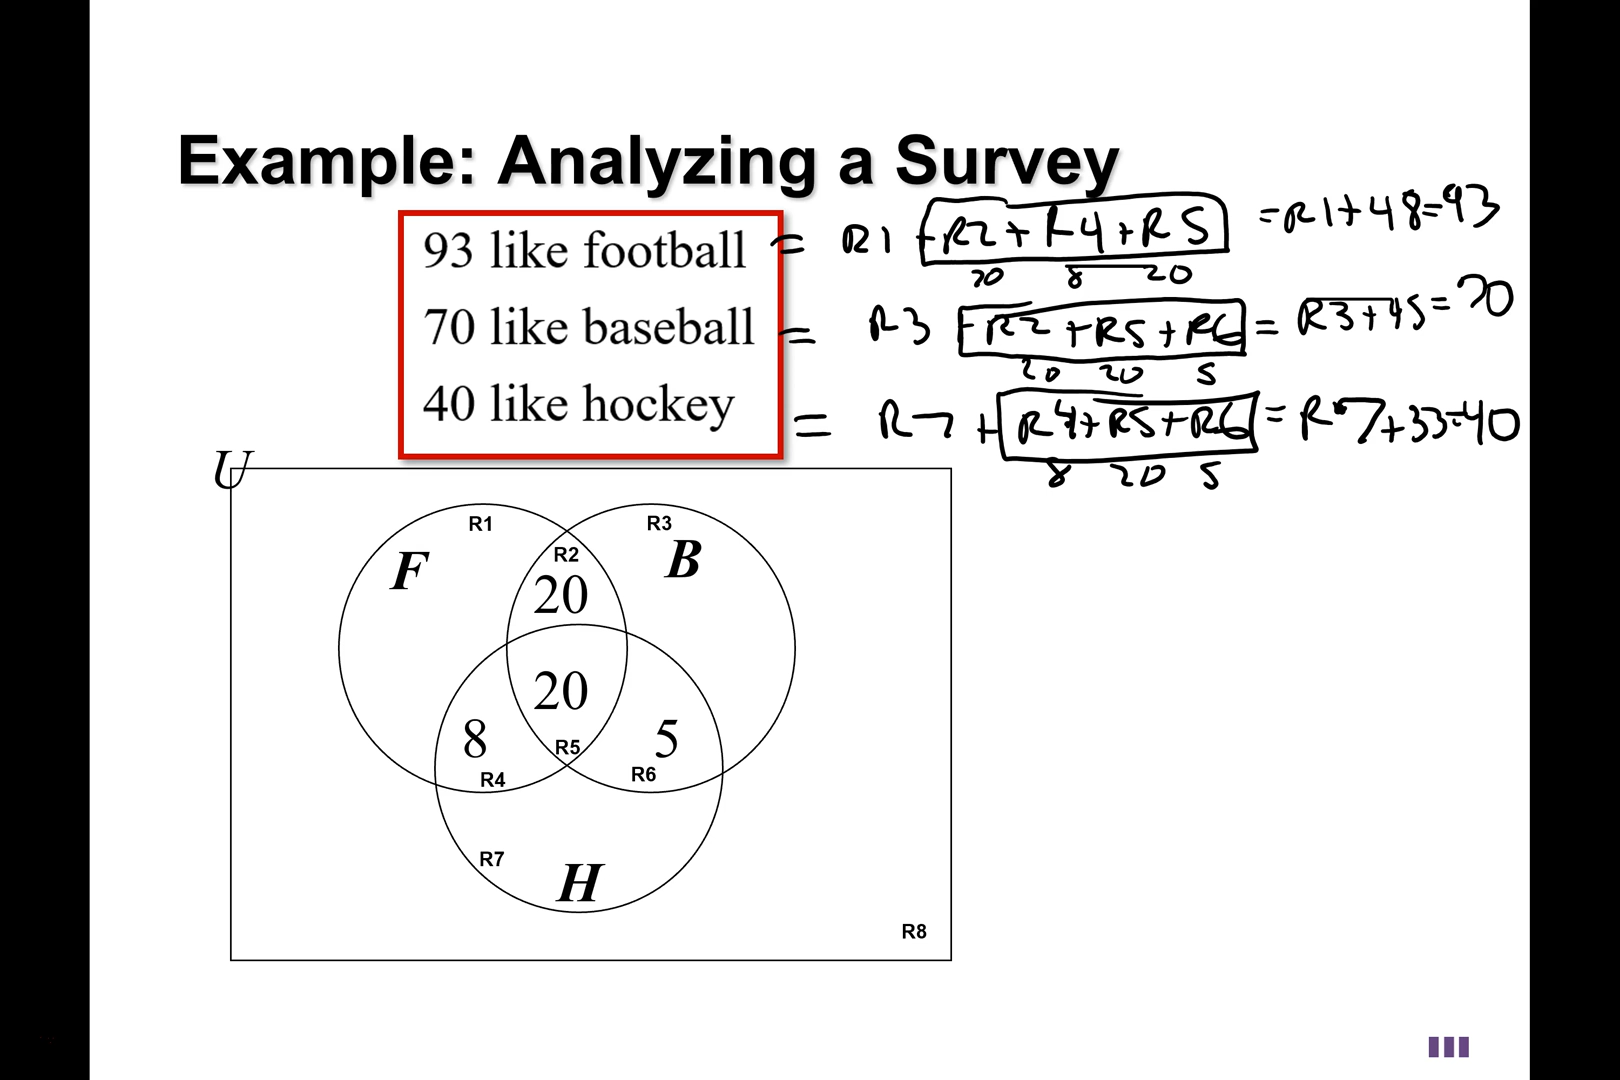 Example: Analyzing a Survey
93 like football = R1 + R2 + R4 + R5 = R1 + 48 = 93
20 8 20
70 like baseball = R3 + R2 + R5 + R6 = R3 + 45 = 70
20 20 5
40 like hockey = R7 + R4 + R5 + R6 = R7 + 33 = 40
8 20 5
U
R1 R3
F R2 B
20
20
8 R5 5
R4 R6
R7 H
R8